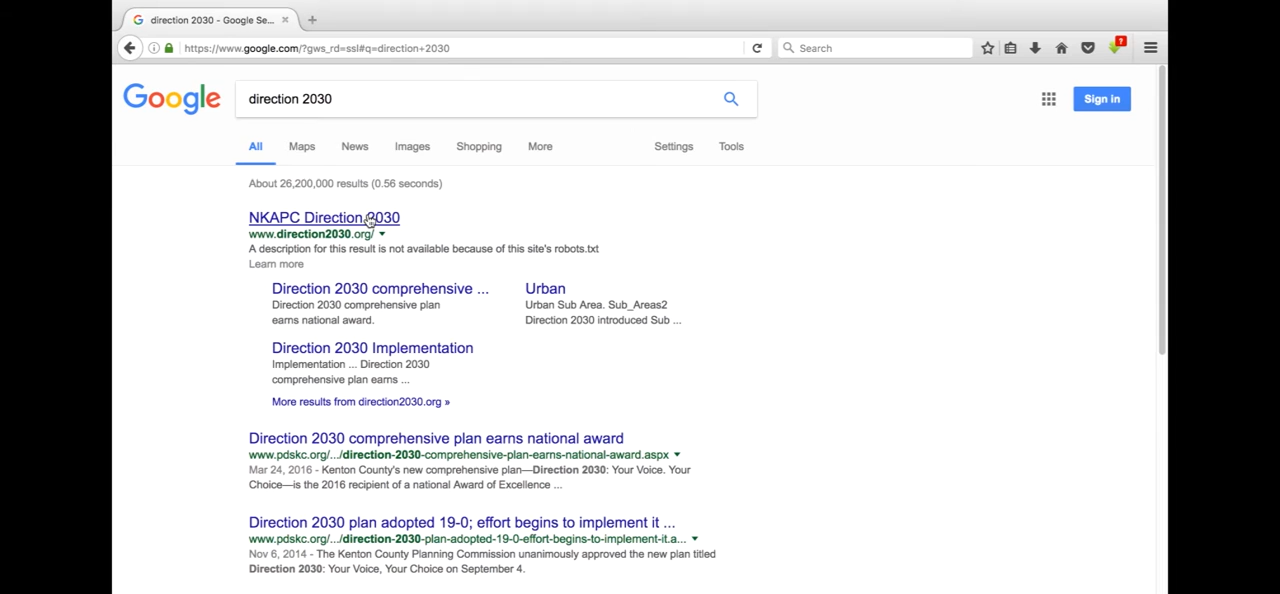 direction 2030 - Google Se...
https://www.google.com/?gws_rd=ssl#q=direction+2030
Search
?
Google
direction 2030
Sign in
All Maps News Images Shopping More Settings Tools
About 26,200,000 results (0.56 seconds)
NKAPC Direction 2030
www.direction2030.org/
A description for this result is not available because of this site's robots.txt
Learn more
Direction 2030 comprehensive ...
Direction 2030 comprehensive plan
earns national award.
Urban
Urban Sub Area. Sub_Areas2
Direction 2030 introduced Sub ...
Direction 2030 Implementation
Implementation ... Direction 2030
comprehensive plan earns ...
More results from direction2030.org »
Direction 2030 comprehensive plan earns national award
www.pdskc.org/.../direction-2030-comprehensive-plan-earns-national-award.aspx
Mar 24, 2016 - Kenton County's new comprehensive plan—Direction 2030: Your Voice. Your
Choice—is the 2016 recipient of a national Award of Excellence ...
Direction 2030 plan adopted 19-0; effort begins to implement it ...
www.pdskc.org/.../direction-2030-plan-adopted-19-0-effort-begins-to-implement-it.a...
Nov 6, 2014 - The Kenton County Planning Commission unanimously approved the new plan titled
Direction 2030: Your Voice, Your Choice on September 4.